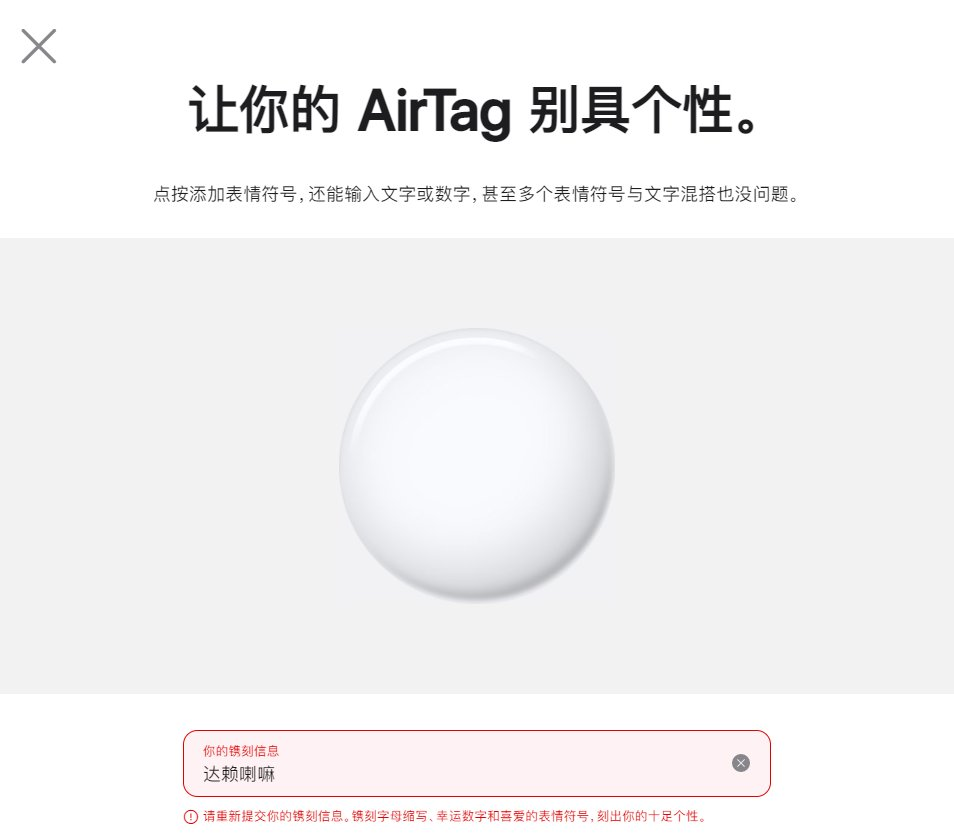 让你的 AirTag 别具个性。
点按添加表情符号，还能输入文字或数字，甚至多个表情符号与文字混搭也没问题。
你的镌刻信息
达赖喇嘛
请重新提交你的镌刻信息。镌刻字母缩写、幸运数字和喜爱的表情符号，刻出你的十足个性。